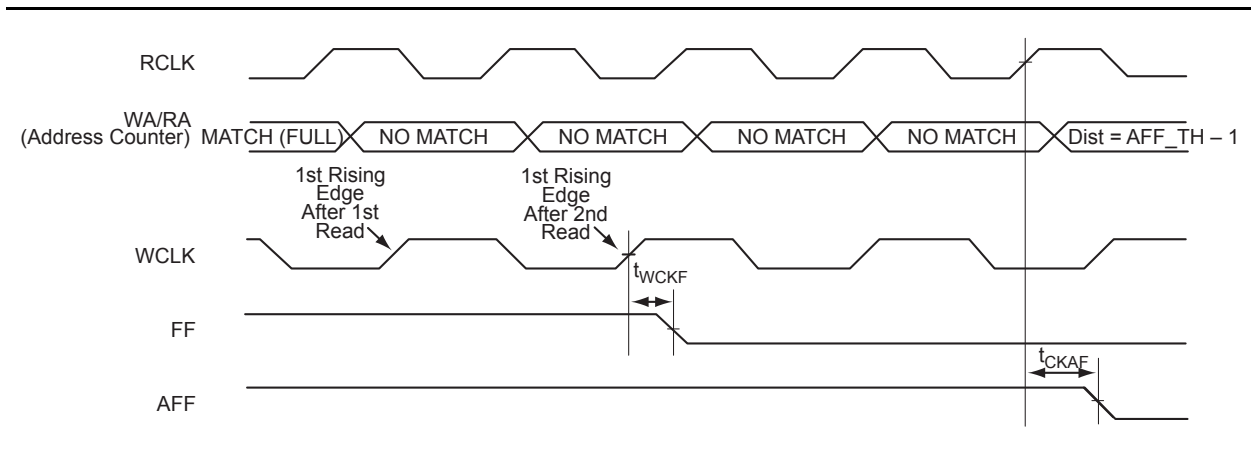 RCLK
WA/RA
(Address Counter) MATCH (FULL) NO MATCH NO MATCH NO MATCH NO MATCH Dist = AFF_TH – 1
1st Rising
Edge
After 1st
Read
1st Rising
Edge
After 2nd
Read
WCLK
tWCKF
FF
tCKAF
AFF